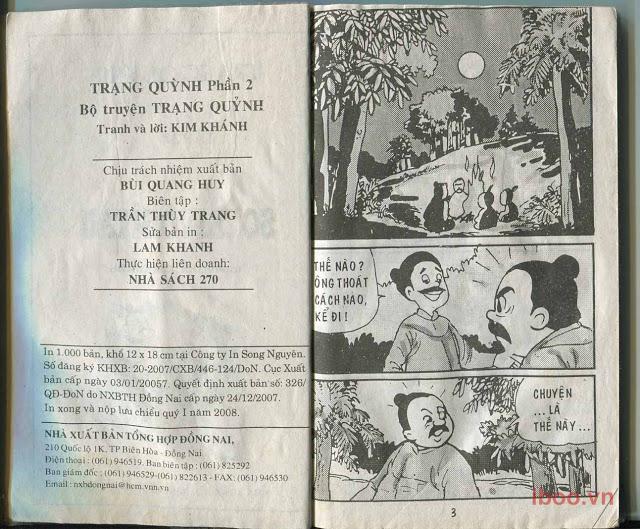 TRẠNG QUỲNH Phần 2
Bộ truyện TRẠNG QUỶNH
Tranh và lời: KIM KHÁNH
Chịu trách nhiệm xuất bản
BÙI QUANG HUY
Biên tập :
TRẦN THÙY TRANG
Sửa bản in :
LAM KHANH
Thực hiện liên doanh:
NHÀ SÁCH 270
In 1.000 bản, khổ 12 x 18 cm tại Công ty In Song Nguyên.
Số đăng ký KHXB: 20-2007/CXB/446-124/DoN. Cục Xuất
bản cấp ngày 03/01/20057. Quyết định xuất bản số: 326/
QĐ-ĐoN do NXBTH Đồng Nai cấp ngày 24/12/2007.
In xong và nộp lưu chiểu quý I năm 2008.
NHÀ XUẤT BẢN TỔNG HỢP ĐỒNG NAI,
210 Quốc lộ 1K, TP Biên Hòa - Đồng Nai
Điện thoại : (061) 946519. Ban biên tập : (061) 825292
Ban giám đốc : (061) 946529-(061) 822613 - FAX: (061) 946530
Email : nxbdongnai@hcm.vnn.vn
THẾ NÀO?
ÔNG THOÁT
CÁCH NÀO,
KỂ ĐI !
CHUYỆN
... LÀ
THẾ NÀY ...
3
iboo.vn